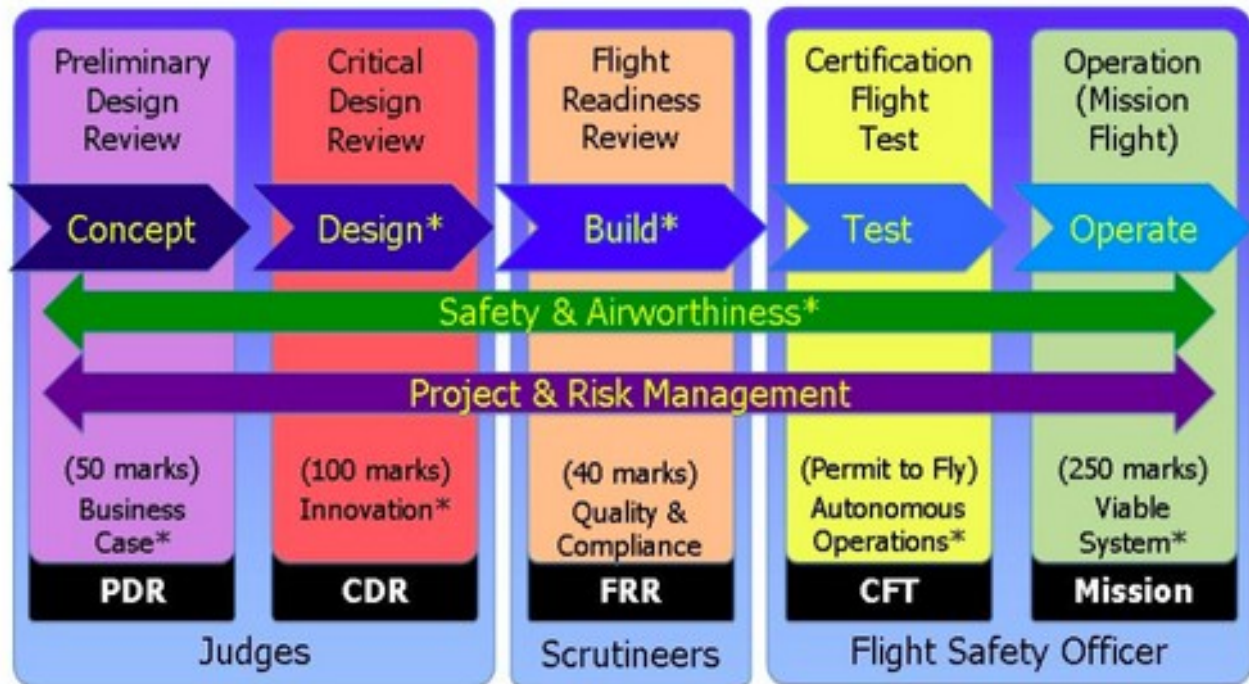 Preliminary
Design
Review
Critical
Design
Review
Flight
Readiness
Review
Certification
Flight
Test
Operation
(Mission
Flight)
Concept
Design*
Build*
Test
Operate
Safety & Airworthiness*
Project & Risk Management
(50 marks)
Business
Case*
(100 marks)
Innovation*
(40 marks)
Quality &
Compliance
(Permit to Fly)
Autonomous
Operations*
(250 marks)
Viable
System*
PDR
CDR
FRR
CFT
Mission
Judges
Scrutineers
Flight Safety Officer